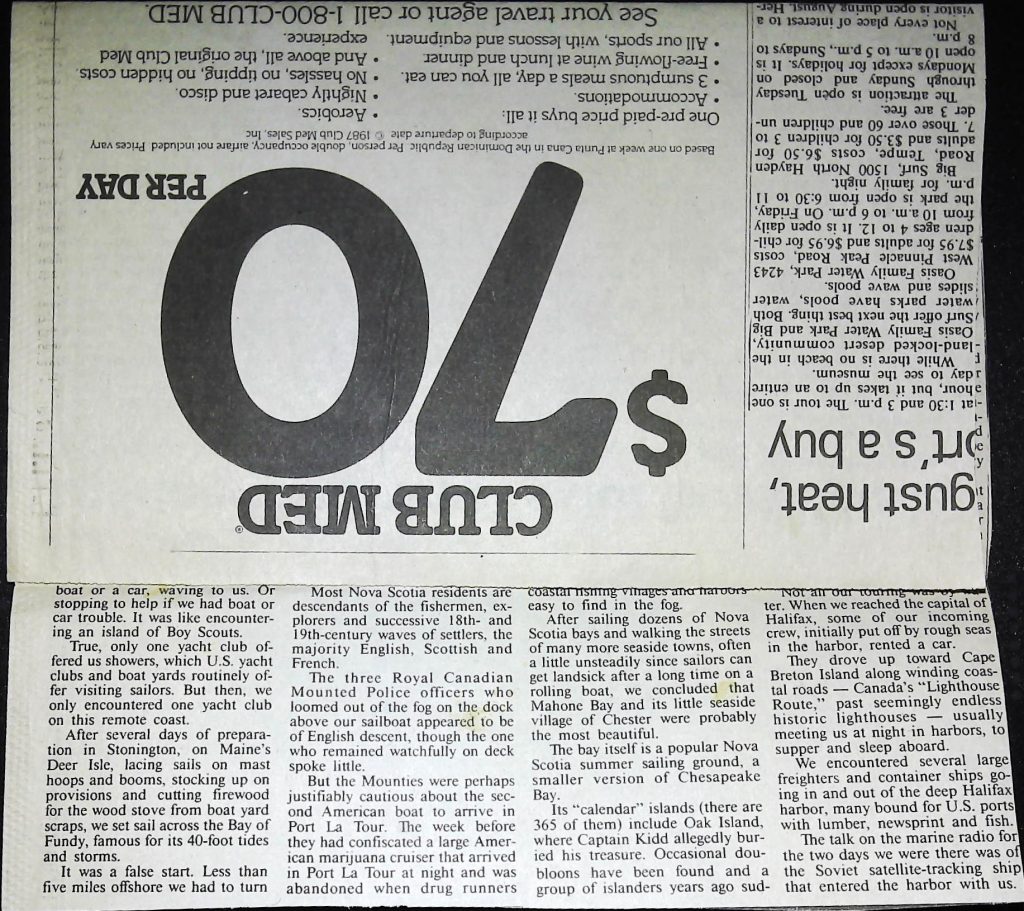 CLUB MED®
$70
PER DAY
Based on one week at Punta Cana in the Dominican Republic Per person, double occupancy, airfare not included Prices vary
according to departure date © 1987 Club Med Sales, Inc
One pre-paid price buys it all:
• Accommodations.
• 3 sumptuous meals a day, all you can eat.
• Free-flowing wine at lunch and dinner
• All our sports, with lessons and equipment.
• Aerobics.
• Nightly cabaret and disco.
• No hassles, no tipping, no hidden costs
• And above all, the original Club Med
experience.
See your travel agent or call 1-800-CLUB MED.
gust heat,
ort's a buy
at 1:30 and 3 p.m. The tour is one
hour, but it takes up to an entire
day to see the museum.
While there is no beach in the
land-locked desert community,
Oasis Family Water Park and Big
Surf offer the next best thing. Both
water parks have pools, water
slides and wave pools.
Oasis Family Water Park, 4243
West Pinnacle Peak Road, costs
$7.95 for adults and $6.95 for chil-
dren ages 4 to 12. It is open daily
from 10 a.m. to 6 p.m. On Friday,
the park is open from 6:30 to 11
p.m. for family night.
Big Surf, 1500 North Hayden
Road, Tempe, costs $6.50 for
adults and $3.50 for children 3 to
7. Those over 60 and children un-
der 3 are free.
The attraction is open Tuesday
through Sunday and closed on
Mondays except for holidays. It is
open 10 a.m. to 5 p.m., Sundays to
8 p.m.
Not every place of interest to a
visitor is open during August. Her-
boat or a car, waving to us. Or
stopping to help if we had boat or
car trouble. It was like encounter-
ing an island of Boy Scouts.
True, only one yacht club of-
fered us showers, which U.S. yacht
clubs and boat yards routinely of-
fer visiting sailors. But then, we
only encountered one yacht club
on this remote coast.
After several days of prepara-
tion in Stonington, on Maine's
Deer Isle, lacing sails on mast
hoops and booms, stocking up on
provisions and cutting firewood
for the wood stove from boat yard
scraps, we set sail across the Bay of
Fundy, famous for its 40-foot tides
and storms.
It was a false start. Less than
five miles offshore we had to turn
Most Nova Scotia residents are
descendants of the fishermen, ex-
plorers and successive 18th- and
19th-century waves of settlers, the
majority English, Scottish and
French.
The three Royal Canadian
Mounted Police officers who
loomed out of the fog on the dock
above our sailboat appeared to be
of English descent, though the one
who remained watchfully on deck
spoke little.
But the Mounties were perhaps
justifiably cautious about the sec-
ond American boat to arrive in
Port La Tour. The week before
they had confiscated a large Amer-
ican marijuana cruiser that arrived
in Port La Tour at night and was
abandoned when drug runners
coastal fishing villages and harbors
easy to find in the fog.
After sailing dozens of Nova
Scotia bays and walking the streets
of many more seaside towns, often
a little unsteadily since sailors can
get landsick after a long time on a
rolling boat, we concluded that
Mahone Bay and its little seaside
village of Chester were probably
the most beautiful.
The bay itself is a popular Nova
Scotia summer sailing ground, a
smaller version of Chesapeake
Bay.
Its "calendar" islands (there are
365 of them) include Oak Island,
where Captain Kidd allegedly bur-
ied his treasure. Occasional dou-
bloons have been found and a
group of islanders years ago sud-
Not all our touring was
ter. When we reached the capital of
Halifax, some of our incoming
crew, initially put off by rough seas
in the harbor, rented a car.
They drove up toward Cape
Breton Island along winding coas-
tal roads — Canada's "Lighthouse
Route," past seemingly endless
historic lighthouses — usually
meeting us at night in harbors, to
supper and sleep aboard.
We encountered several large
freighters and container ships go-
ing in and out of the deep Halifax
harbor, many bound for U.S. ports
with lumber, newsprint and fish.
The talk on the marine radio for
the two days we were there was of
the Soviet satellite-tracking ship
that entered the harbor with us.